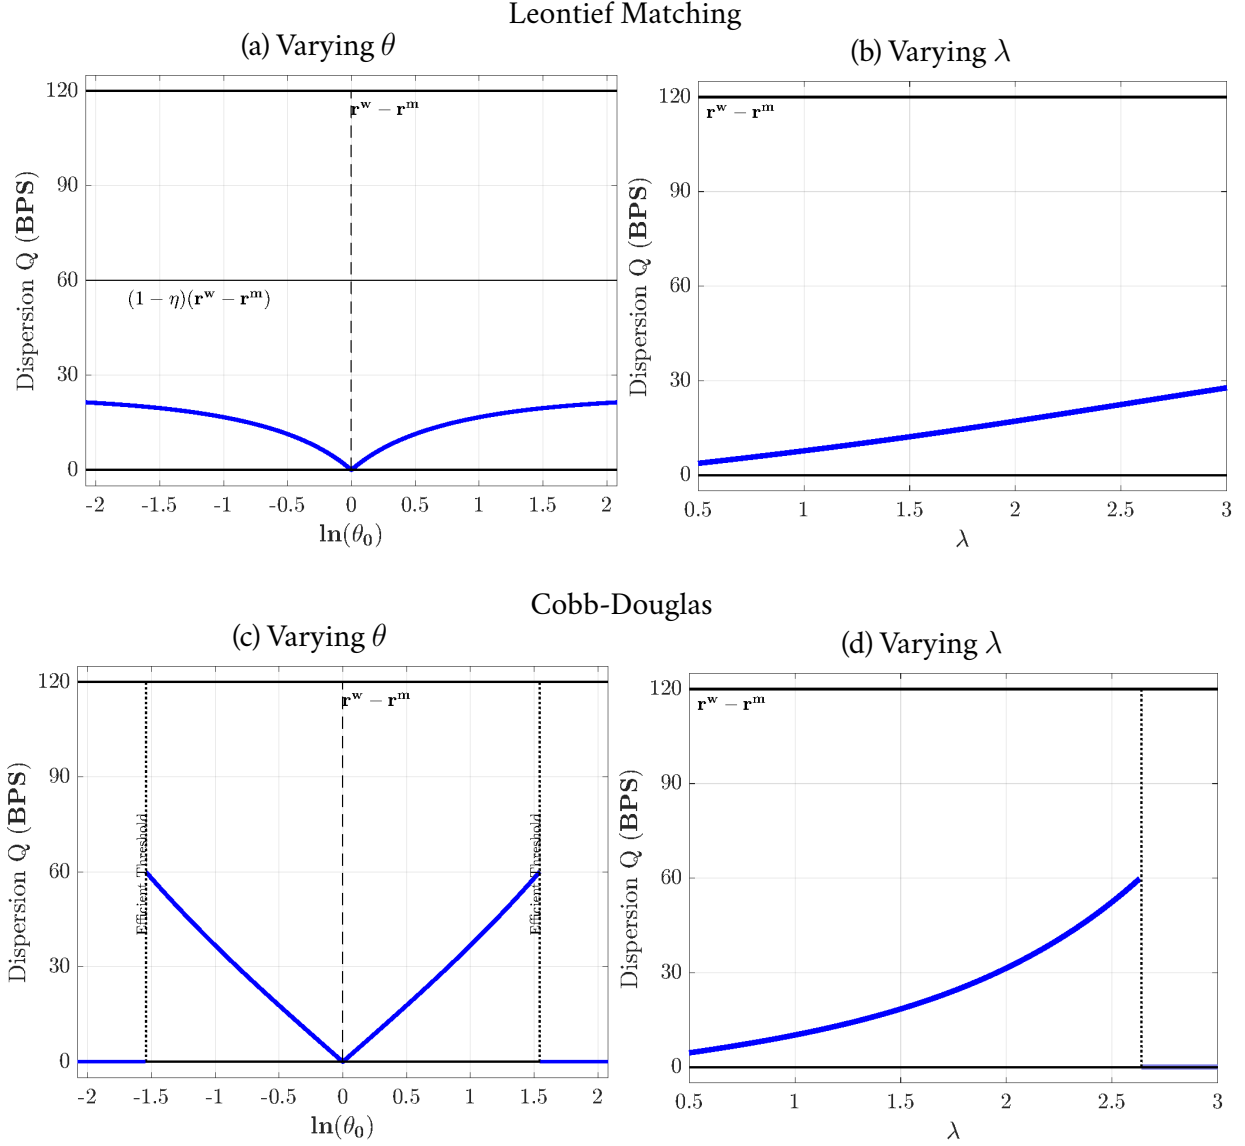 Leontief Matching
(a) Varying θ
(b) Varying λ
Dispersion Q (BPS)
120
90
60
30
0
r^w − r^m
(1 − η)(r^w − r^m)
-2 -1.5 -1 -0.5 0 0.5 1 1.5 2
ln(θ₀)
Dispersion Q (BPS)
120
90
60
30
0
r^w − r^m
0.5 1 1.5 2 2.5 3
λ
Cobb-Douglas
(c) Varying θ
(d) Varying λ
Dispersion Q (BPS)
120
90
60
30
0
r^w − r^m
Efficient Threshold
Efficient Threshold
-2 -1.5 -1 -0.5 0 0.5 1 1.5 2
ln(θ₀)
Dispersion Q (BPS)
120
90
60
30
0
r^w − r^m
0.5 1 1.5 2 2.5 3
λ